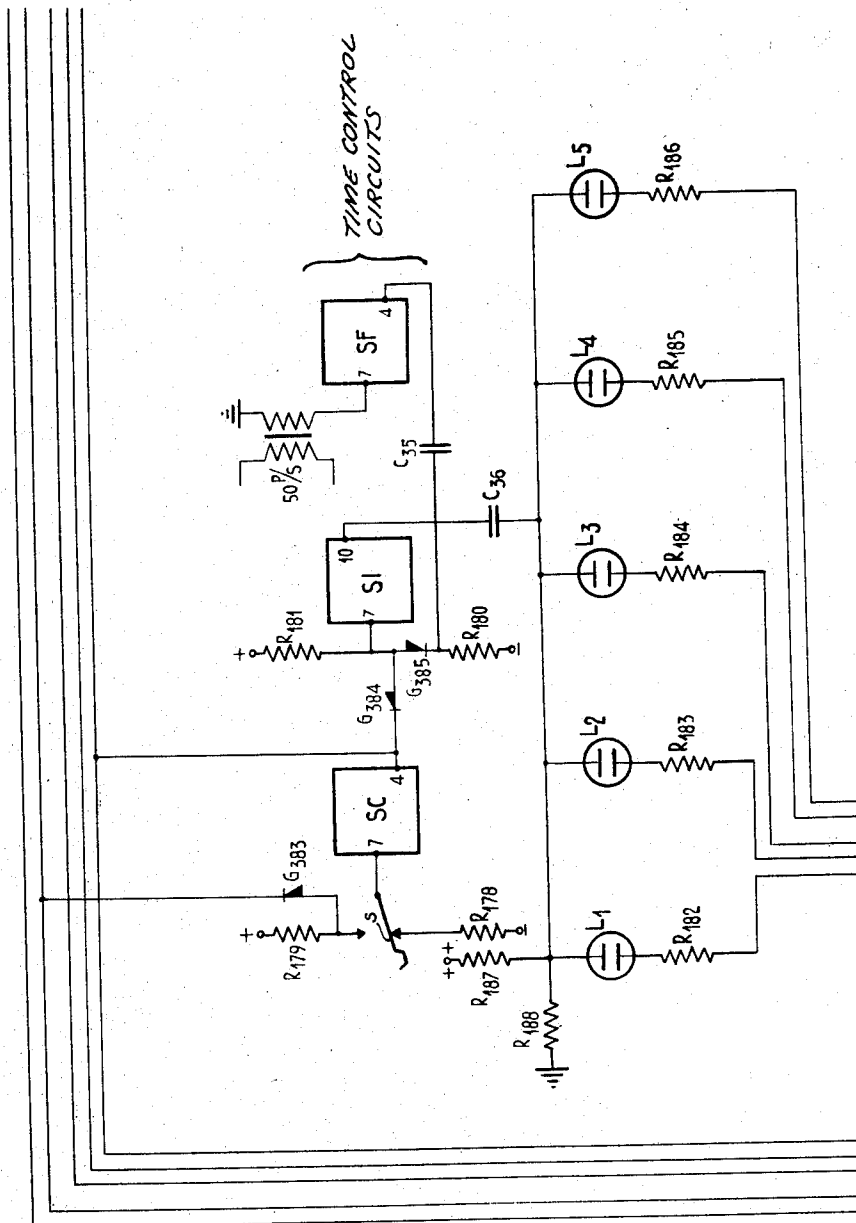 TIME CONTROL
CIRCUITS
50 P/S
SF
7
4
C35
SI
7
10
R181
+
C36
G384
G385
R180
−
SC
7
4
G383
+
R179
S
R178
−
++
R187
R188
L1
R182
L2
R183
L3
R184
L4
R185
L5
R186